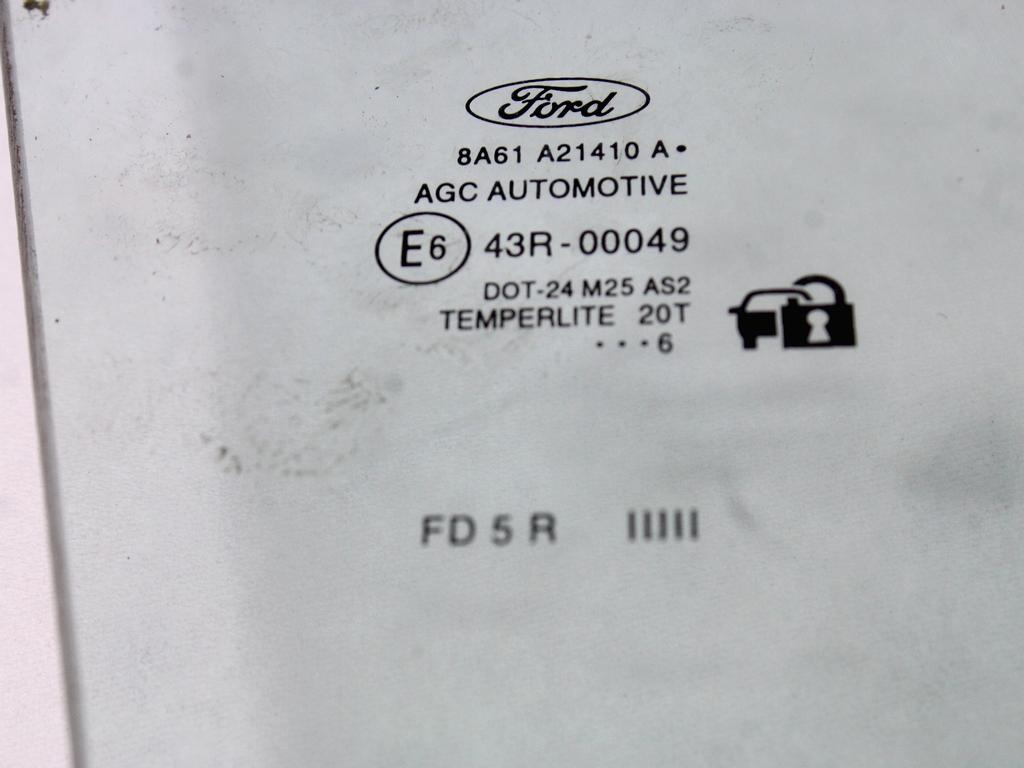 Ford
8A61 A21410 A •
AGC AUTOMOTIVE
E6 43R-00049
DOT-24 M25 AS2
TEMPERLITE 20T
• • • 6
FD 5 R IIIII